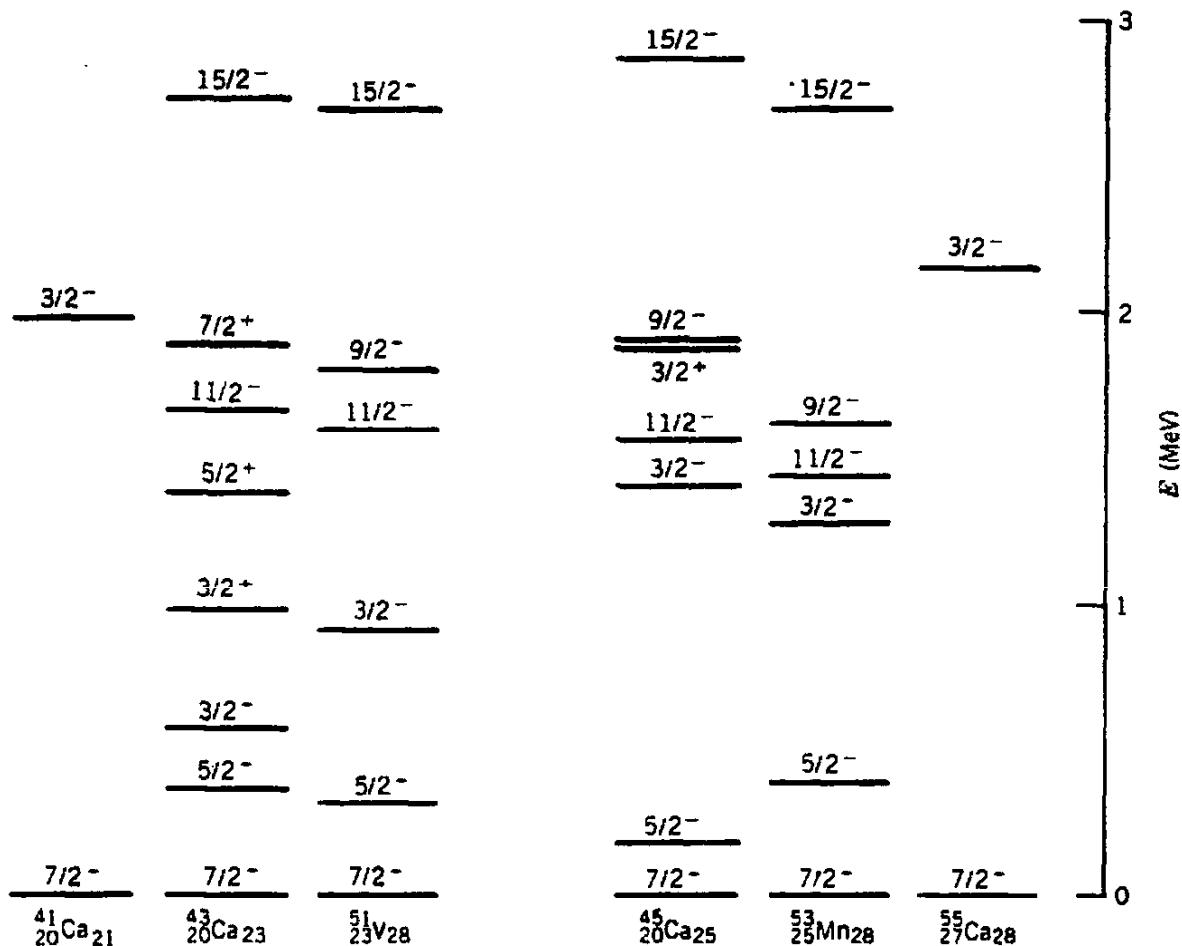 3
15/2⁻
15/2⁻ 15/2⁻ 15/2⁻
3/2⁻
3/2⁻ 7/2⁺ 9/2⁻ 9/2⁻ 2
3/2⁺
11/2⁻ 11/2⁻ 11/2⁻ 9/2⁻
5/2⁺ 3/2⁻ 11/2⁻
3/2⁻
E (MeV)
3/2⁺ 3/2⁻ 1
3/2⁻
5/2⁻ 5/2⁻ 5/2⁻
5/2⁻
7/2⁻ 7/2⁻ 7/2⁻ 7/2⁻ 7/2⁻ 7/2⁻ 0
⁴¹₂₀Ca₂₁ ⁴³₂₀Ca₂₃ ⁵¹₂₃V₂₈ ⁴⁵₂₀Ca₂₅ ⁵³₂₅Mn₂₈ ⁵⁵₂₇Ca₂₈